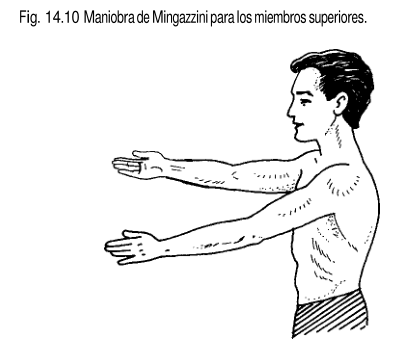 Fig. 14.10 Maniobra de Mingazzini para los miembros superiores.